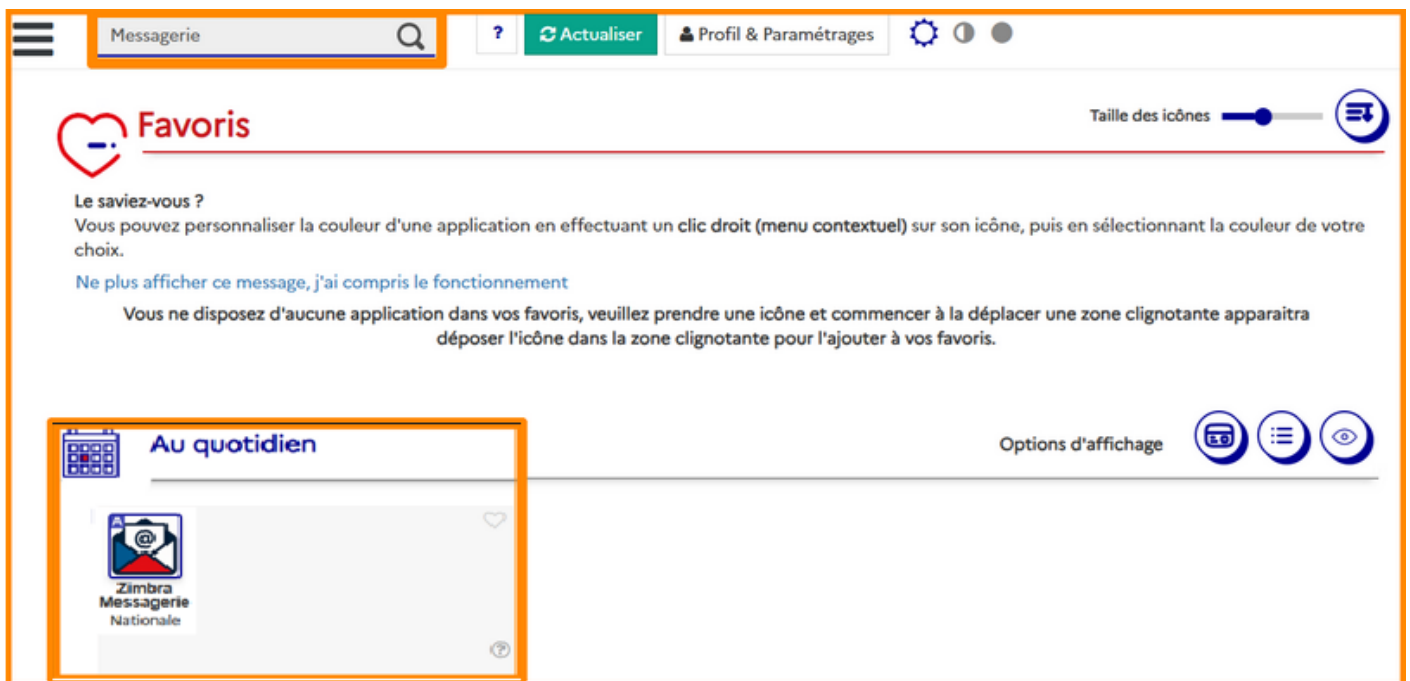 Messagerie
?
Actualiser
Profil & Paramétrages
Favoris
Taille des icônes
Le saviez-vous ?
Vous pouvez personnaliser la couleur d'une application en effectuant un clic droit (menu contextuel) sur son icône, puis en sélectionnant la couleur de votre
choix.
Ne plus afficher ce message, j'ai compris le fonctionnement
Vous ne disposez d'aucune application dans vos favoris, veuillez prendre une icône et commencer à la déplacer une zone clignotante apparaitra
déposer l'icône dans la zone clignotante pour l'ajouter à vos favoris.
Au quotidien
Options d'affichage
A
@
Zimbra
Messagerie
Nationale
?